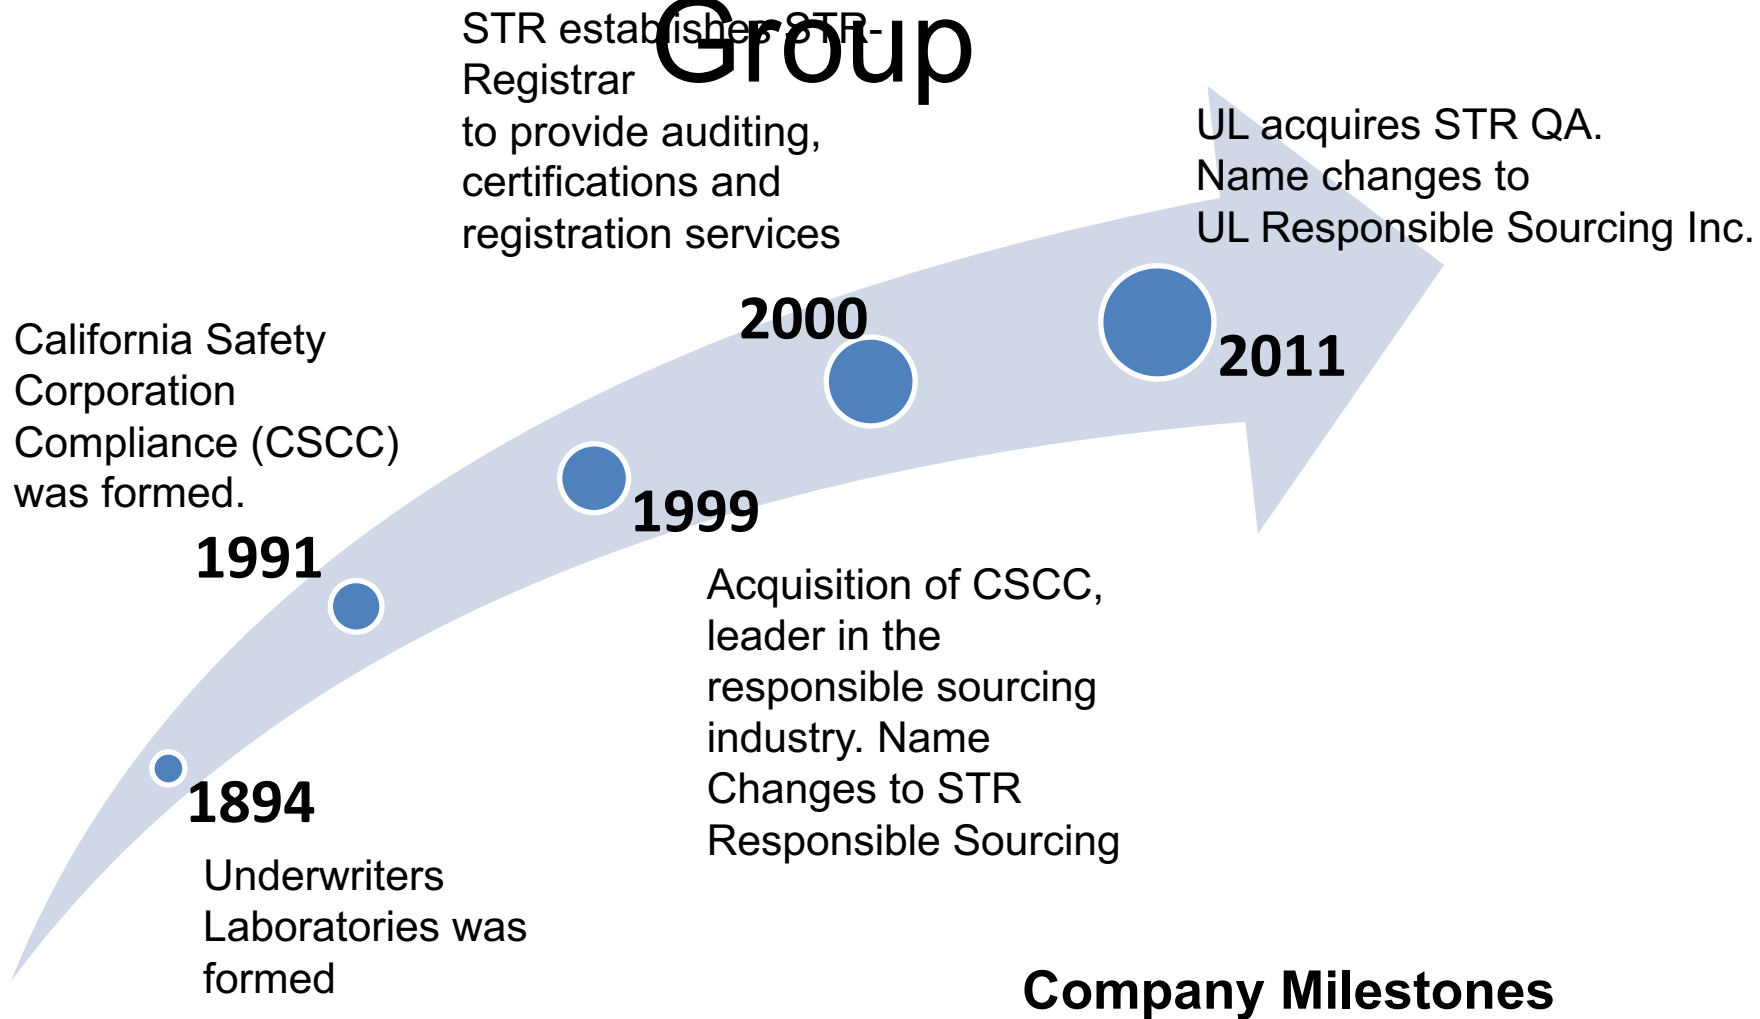 Group
STR establishes STR-
Registrar
to provide auditing,
certifications and
registration services
UL acquires STR QA.
Name changes to
UL Responsible Sourcing Inc.
2000
2011
California Safety
Corporation
Compliance (CSCC)
was formed.
1991
1999
Acquisition of CSCC,
leader in the
responsible sourcing
industry. Name
Changes to STR
Responsible Sourcing
1894
Underwriters
Laboratories was
formed
Company Milestones